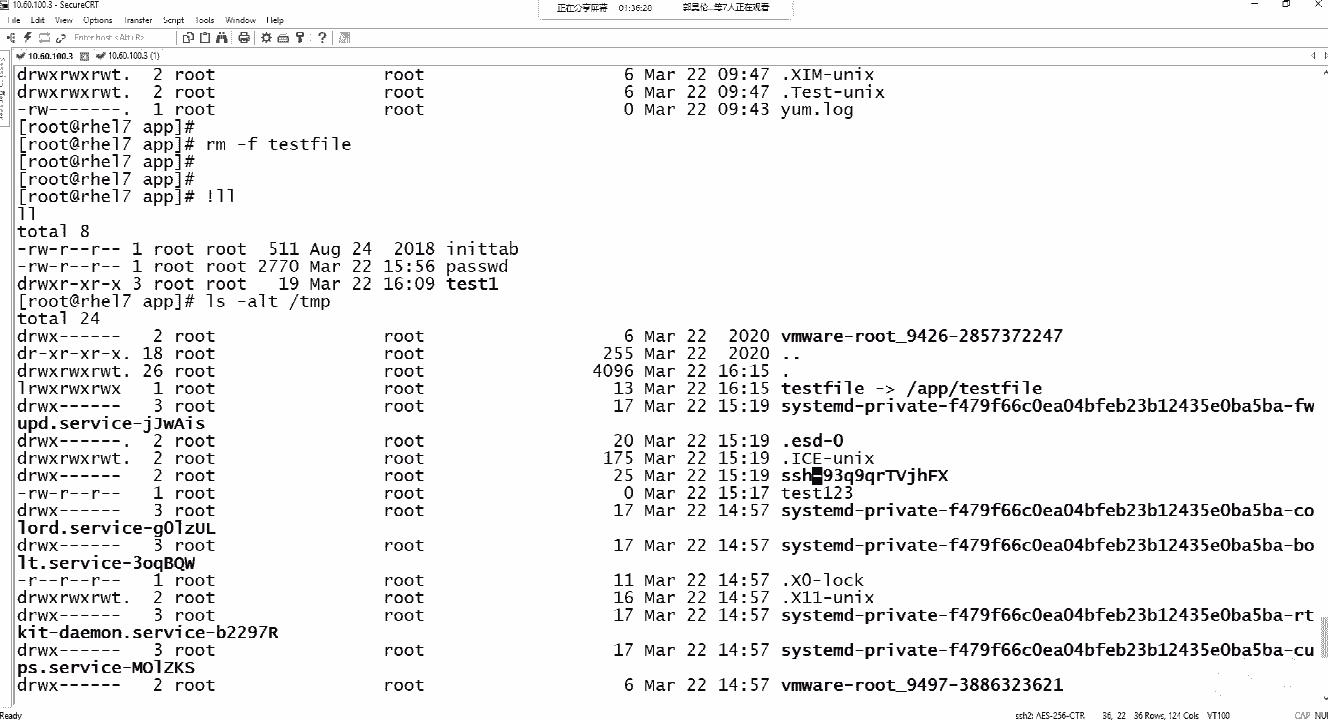 10.60.100.3 - SecureCRT
正在分享屏幕 01:36:20 等7人正在观看
File Edit View Options Transfer Script Tools Window Help
Enter host <Alt+R>
10.60.100.3 10.60.100.3 (1)
drwxrwxrwt. 2 root root 6 Mar 22 09:47 .XIM-unix
drwxrwxrwt. 2 root root 6 Mar 22 09:47 .Test-unix
-rw-------. 1 root root 0 Mar 22 09:43 yum.log
[root@rhel7 app]#
[root@rhel7 app]# rm -f testfile
[root@rhel7 app]#
[root@rhel7 app]#
[root@rhel7 app]# !ll
ll
total 8
-rw-r--r-- 1 root root 511 Aug 24 2018 inittab
-rw-r--r-- 1 root root 2770 Mar 22 15:56 passwd
drwxr-xr-x 3 root root 19 Mar 22 16:09 test1
[root@rhel7 app]# ls -alt /tmp
total 24
drwx------ 2 root root 6 Mar 22 2020 vmware-root_9426-2857372247
dr-xr-xr-x. 18 root root 255 Mar 22 2020 ..
drwxrwxrwt. 26 root root 4096 Mar 22 16:15 .
lrwxrwxrwx 1 root root 13 Mar 22 16:15 testfile -> /app/testfile
drwx------ 3 root root 17 Mar 22 15:19 systemd-private-f479f66c0ea04bfeb23b12435e0ba5ba-fw
upd.service-jJwAis
drwx------. 2 root root 20 Mar 22 15:19 .esd-0
drwxrwxrwt. 2 root root 175 Mar 22 15:19 .ICE-unix
drwx------ 2 root root 25 Mar 22 15:19 ssh-93q9qrTVjhFX
-rw-r--r-- 1 root root 0 Mar 22 15:17 test123
drwx------ 3 root root 17 Mar 22 14:57 systemd-private-f479f66c0ea04bfeb23b12435e0ba5ba-co
lord.service-g0lzUL
drwx------ 3 root root 17 Mar 22 14:57 systemd-private-f479f66c0ea04bfeb23b12435e0ba5ba-bo
lt.service-3oqBQW
-r--r--r-- 1 root root 11 Mar 22 14:57 .X0-lock
drwxrwxrwt. 2 root root 16 Mar 22 14:57 .X11-unix
drwx------ 3 root root 17 Mar 22 14:57 systemd-private-f479f66c0ea04bfeb23b12435e0ba5ba-rt
kit-daemon.service-b2297R
drwx------ 3 root root 17 Mar 22 14:57 systemd-private-f479f66c0ea04bfeb23b12435e0ba5ba-cu
ps.service-MOlZKS
drwx------ 2 root root 6 Mar 22 14:57 vmware-root_9497-3886323621
Ready ssh2: AES-256-CTR 36, 22 36 Rows, 124 Cols VT100 CAP NUM